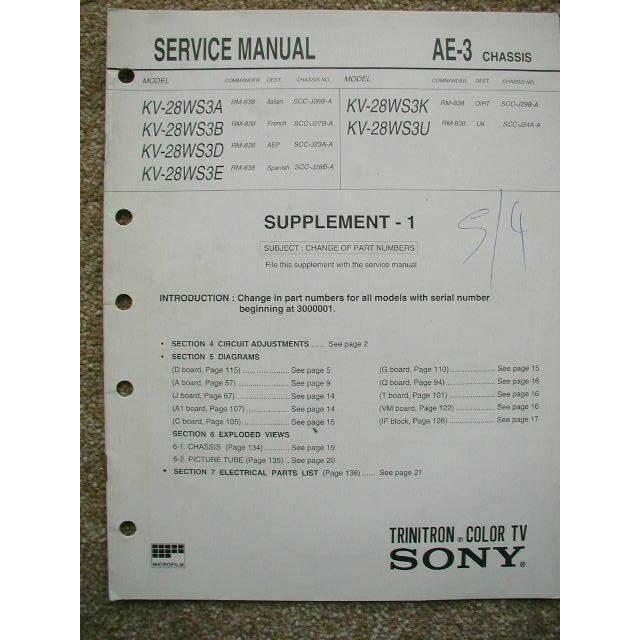 SERVICE MANUAL AE-3 CHASSIS
MODEL COMMANDER DEST. CHASSIS NO. MODEL COMMANDER DEST. CHASSIS NO.
KV-28WS3A RM-838 Italian SCC-J26B-A KV-28WS3K RM-838 OIRT SCC-J29B-A
KV-28WS3B RM-838 French SCC-J27B-A KV-28WS3U RM-838 UK SCC-J24A-A
KV-28WS3D RM-838 AEP SCC-J23A-A
KV-28WS3E RM-838 Spanish SCC-J28B-A
SUPPLEMENT - 1
S/4
SUBJECT : CHANGE OF PART NUMBERS
File this supplement with the service manual
INTRODUCTION : Change in part numbers for all models with serial number
beginning at 3000001.
• SECTION 4 CIRCUIT ADJUSTMENTS ...... See page 2
• SECTION 5 DIAGRAMS
(D board, Page 115) ........................ See page 5 (G board, Page 110) ........................ See page 15
(A board, Page 57) .......................... See page 9 (Q board, Page 94) .......................... See page 16
(J board, Page 67) .......................... See page 14 (T board, Page 101) ........................ See page 16
(A1 board, Page 107) ...................... See page 14 (VM board, Page 122) ..................... See page 16
(C board, Page 105) ........................ See page 15 (IF block, Page 126) ........................ See page 17
SECTION 6 EXPLODED VIEWS
6-1. CHASSIS (Page 134) ............ See page 19
6-2. PICTURE TUBE (Page 135) .. See page 20
• SECTION 7 ELECTRICAL PARTS LIST (Page 136) ...... See page 21
TRINITRON® COLOR TV
SONY®
MICROFILM